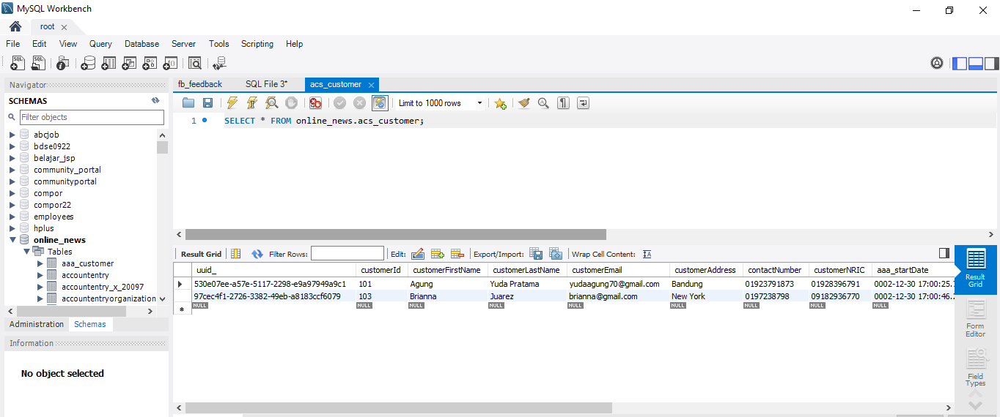 MySQL Workbench
root
File Edit View Query Database Server Tools Scripting Help
Navigator
SCHEMAS
Filter objects
abcjob
bdse0922
belajar_jsp
community_portal
communityportal
compor
compor22
employees
hplus
online_news
Tables
aaa_customer
accountentry
accountentry_x_20097
accountentryorganization
Administration Schemas
Information
No object selected
fb_feedback SQL File 3* acs_customer
Limit to 1000 rows
1 SELECT * FROM online_news.acs_customer;
Result Grid Filter Rows: Edit: Export/Import: Wrap Cell Content:
uuid_ customerId customerFirstName customerLastName customerEmail customerAddress contactNumber customerNRIC aaa_startDate
530e07ee-a57e-5117-2298-e9a97949a9c1 101 Agung Yuda Pratama yudaagung70@gmail.com Bandung 01923791873 01928396791 0002-12-30 17:00:25.
97cec4f1-2726-3382-49eb-a8183ccf6079 103 Brianna Juarez brianna@gmail.com New York 0197238798 09182936770 0002-12-30 17:00:46.
NULL NULL NULL NULL NULL NULL NULL NULL NULL
Result
Grid
Form
Editor
Field
Types